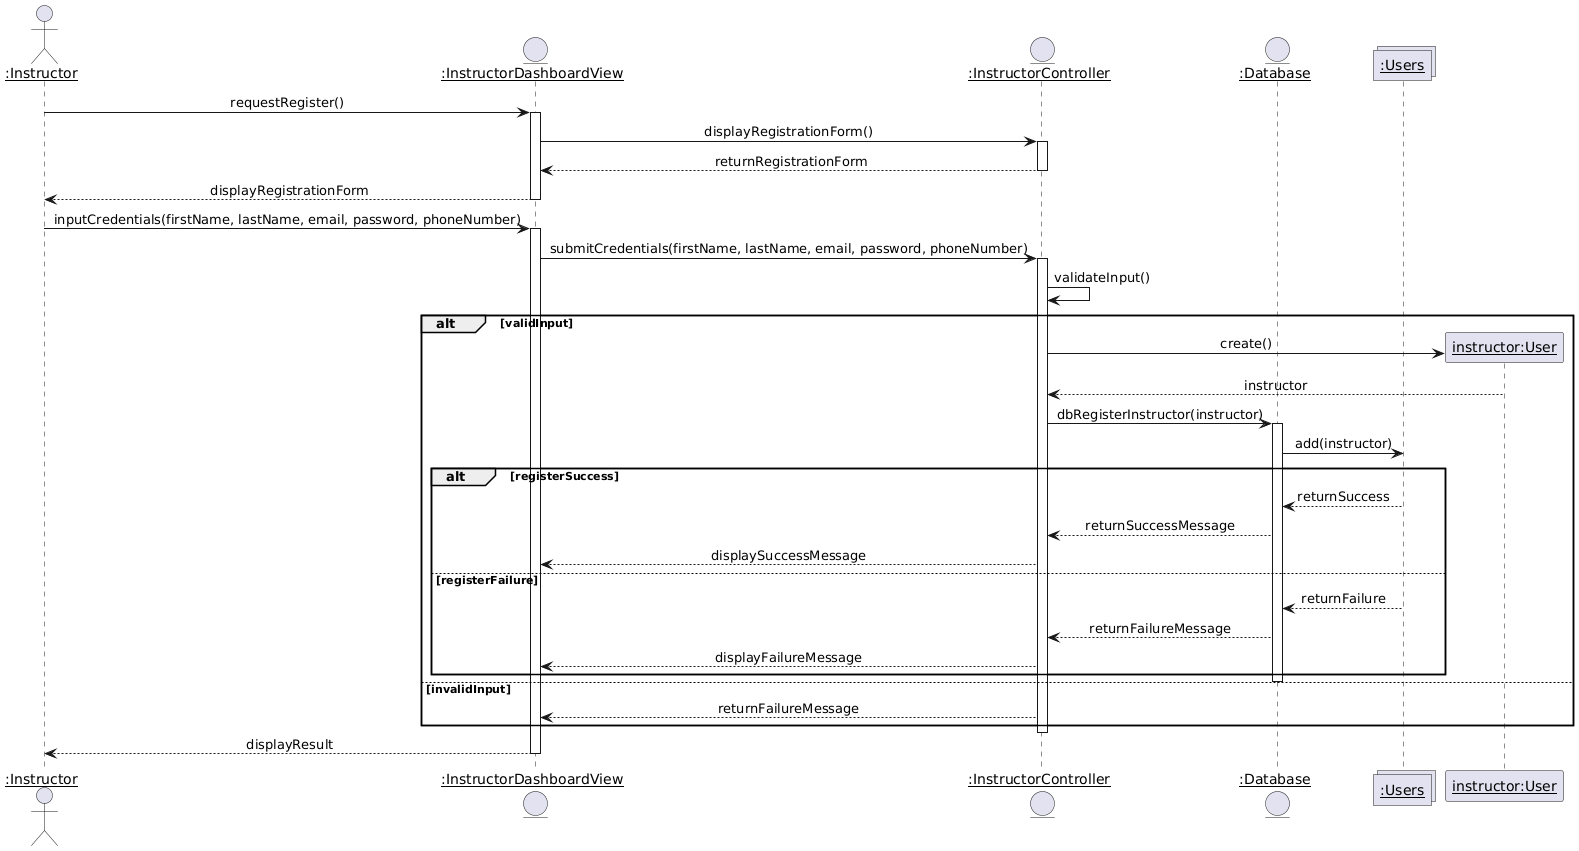 :Instructor
:InstructorDashboardView
:InstructorController
:Database
:Users
requestRegister()
displayRegistrationForm()
returnRegistrationForm
displayRegistrationForm
inputCredentials(firstName, lastName, email, password, phoneNumber)
submitCredentials(firstName, lastName, email, password, phoneNumber)
validateInput()
alt [validInput]
create()
instructor:User
instructor
dbRegisterInstructor(instructor)
add(instructor)
alt [registerSuccess]
returnSuccess
returnSuccessMessage
displaySuccessMessage
[registerFailure]
returnFailure
returnFailureMessage
displayFailureMessage
[invalidInput]
returnFailureMessage
displayResult
:Instructor
:InstructorDashboardView
:InstructorController
:Database
:Users
instructor:User